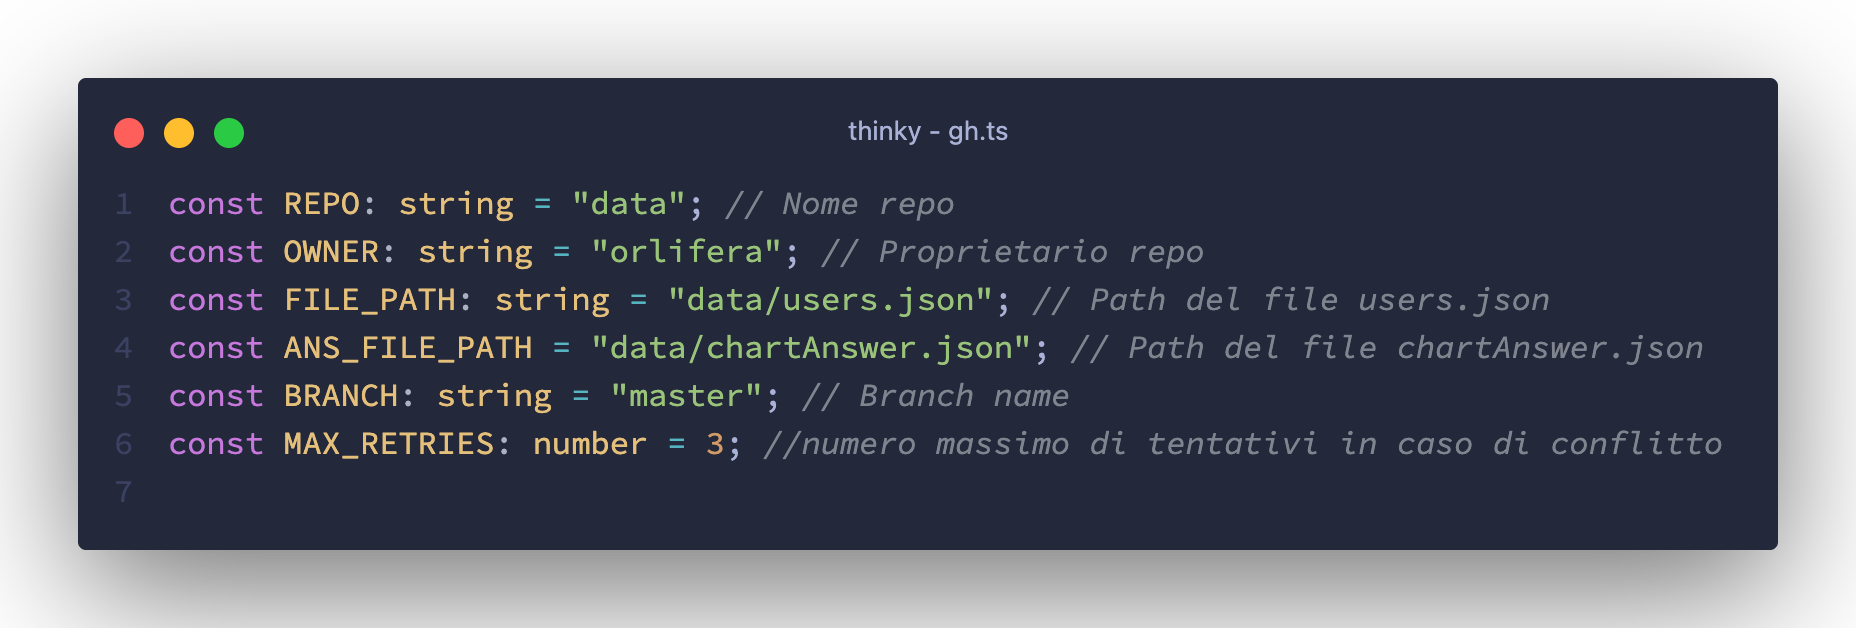 thinky - gh.ts
1 const REPO: string = "data"; // Nome repo
2 const OWNER: string = "orlifera"; // Proprietario repo
3 const FILE_PATH: string = "data/users.json"; // Path del file users.json
4 const ANS_FILE_PATH = "data/chartAnswer.json"; // Path del file chartAnswer.json
5 const BRANCH: string = "master"; // Branch name
6 const MAX_RETRIES: number = 3; //numero massimo di tentativi in caso di conflitto
7